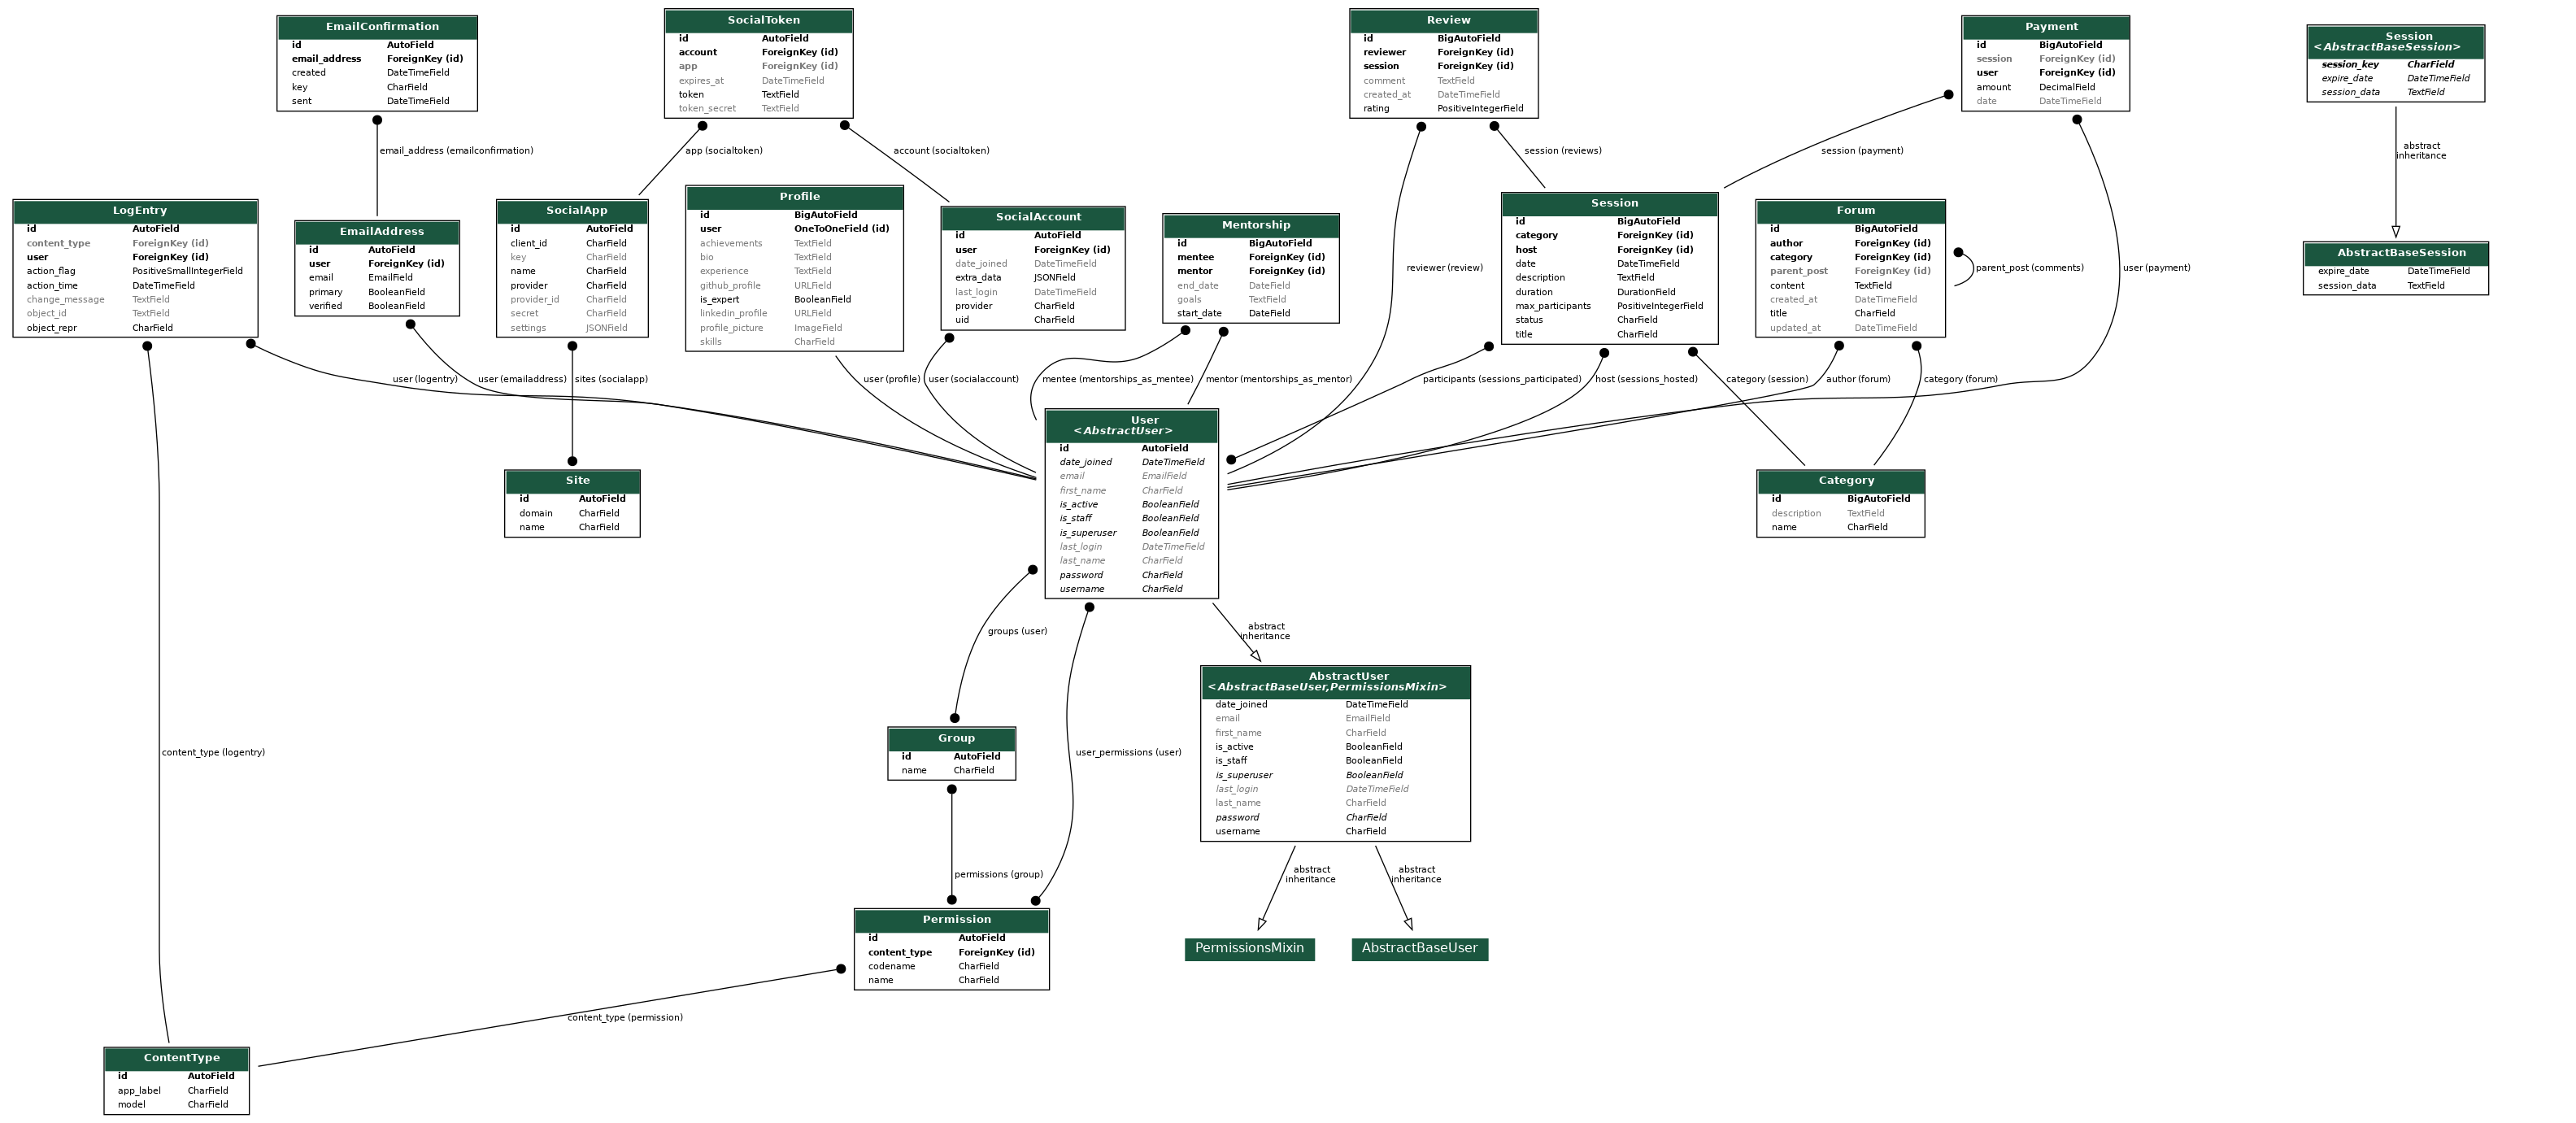 EmailConfirmation
id AutoField
email_address ForeignKey (id)
created DateTimeField
key CharField
sent DateTimeField
SocialToken
id AutoField
account ForeignKey (id)
app ForeignKey (id)
expires_at DateTimeField
token TextField
token_secret TextField
Review
id BigAutoField
reviewer ForeignKey (id)
session ForeignKey (id)
comment TextField
created_at DateTimeField
rating PositiveIntegerField
Payment
id BigAutoField
session ForeignKey (id)
user ForeignKey (id)
amount DecimalField
date DateTimeField
Session
<AbstractBaseSession>
session_key CharField
expire_date DateTimeField
session_data TextField
email_address (emailconfirmation)
app (socialtoken)
account (socialtoken)
session (reviews)
session (payment)
abstract
inheritance
LogEntry
id AutoField
content_type ForeignKey (id)
user ForeignKey (id)
action_flag PositiveSmallIntegerField
action_time DateTimeField
change_message TextField
object_id TextField
object_repr CharField
EmailAddress
id AutoField
user ForeignKey (id)
email EmailField
primary BooleanField
verified BooleanField
SocialApp
id AutoField
client_id CharField
key CharField
name CharField
provider CharField
provider_id CharField
secret CharField
settings JSONField
Profile
id BigAutoField
user OneToOneField (id)
achievements TextField
bio TextField
experience TextField
github_profile URLField
is_expert BooleanField
linkedin_profile URLField
profile_picture ImageField
skills CharField
SocialAccount
id AutoField
user ForeignKey (id)
date_joined DateTimeField
extra_data JSONField
last_login DateTimeField
provider CharField
uid CharField
Mentorship
id BigAutoField
mentee ForeignKey (id)
mentor ForeignKey (id)
end_date DateField
goals TextField
start_date DateField
reviewer (review)
Session
id BigAutoField
category ForeignKey (id)
host ForeignKey (id)
date DateTimeField
description TextField
duration DurationField
max_participants PositiveIntegerField
status CharField
title CharField
Forum
id BigAutoField
author ForeignKey (id)
category ForeignKey (id)
parent_post ForeignKey (id)
content TextField
created_at DateTimeField
title CharField
updated_at DateTimeField
parent_post (comments)
user (payment)
AbstractBaseSession
expire_date DateTimeField
session_data TextField
user (logentry)
user (emailaddress)
sites (socialapp)
user (profile)
user (socialaccount)
mentee (mentorships_as_mentee)
mentor (mentorships_as_mentor)
participants (sessions_participated)
host (sessions_hosted)
category (session)
author (forum)
category (forum)
Site
id AutoField
domain CharField
name CharField
User
<AbstractUser>
id AutoField
date_joined DateTimeField
email EmailField
first_name CharField
is_active BooleanField
is_staff BooleanField
is_superuser BooleanField
last_login DateTimeField
last_name CharField
password CharField
username CharField
Category
id BigAutoField
description TextField
name CharField
groups (user)
abstract
inheritance
AbstractUser
<AbstractBaseUser,PermissionsMixin>
date_joined DateTimeField
email EmailField
first_name CharField
is_active BooleanField
is_staff BooleanField
is_superuser BooleanField
last_login DateTimeField
last_name CharField
password CharField
username CharField
Group
id AutoField
name CharField
content_type (logentry)
user_permissions (user)
permissions (group)
abstract
inheritance
abstract
inheritance
Permission
id AutoField
content_type ForeignKey (id)
codename CharField
name CharField
PermissionsMixin
AbstractBaseUser
content_type (permission)
ContentType
id AutoField
app_label CharField
model CharField